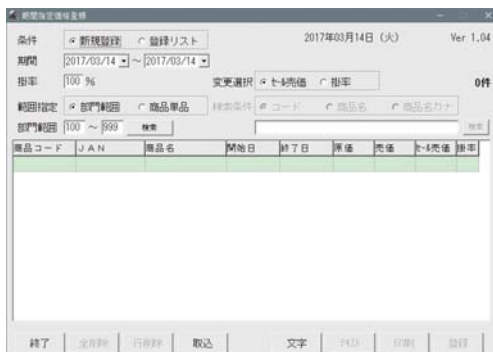 期間指定価格登録
条件 新規登録 登録リスト 2017年03月14日 (火) Ver 1.04
期間 2017/03/14 ～ 2017/03/14
掛率 100 % 変更選択 ｾｰﾙ売価 掛率 0件
範囲指定 部門範囲 商品単品 検索条件 コード 商品名 商品名カナ
部門範囲 100 ～ 999 検索 検索
商品コード JAN 商品名 開始日 終了日 原価 売価 ｾｰﾙ売価 掛率
終了 全削除 行削除 取込 文字 ﾃｷｽﾄ 印刷 登録